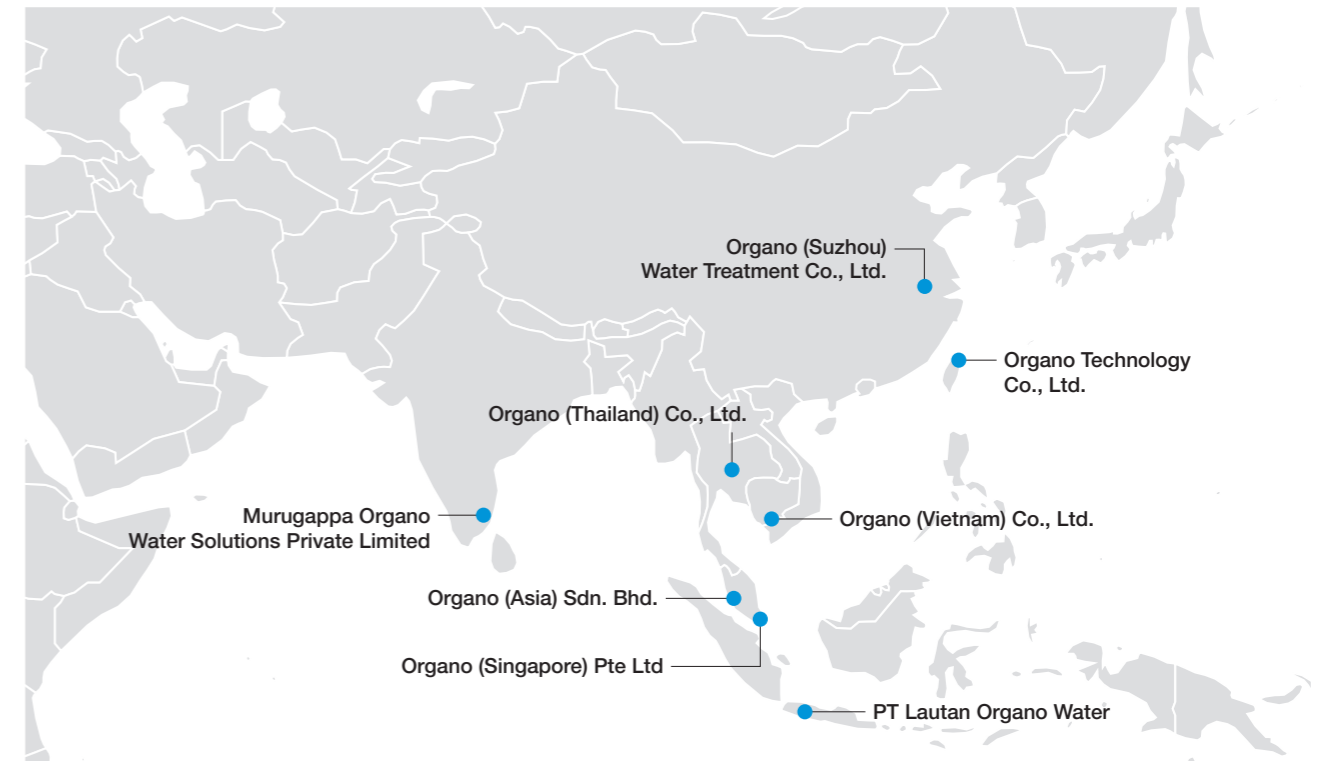 Organo (Suzhou)
Water Treatment Co., Ltd.
Organo Technology
Co., Ltd.
Organo (Thailand) Co., Ltd.
Murugappa Organo
Water Solutions Private Limited
Organo (Vietnam) Co., Ltd.
Organo (Asia) Sdn. Bhd.
Organo (Singapore) Pte Ltd
PT Lautan Organo Water